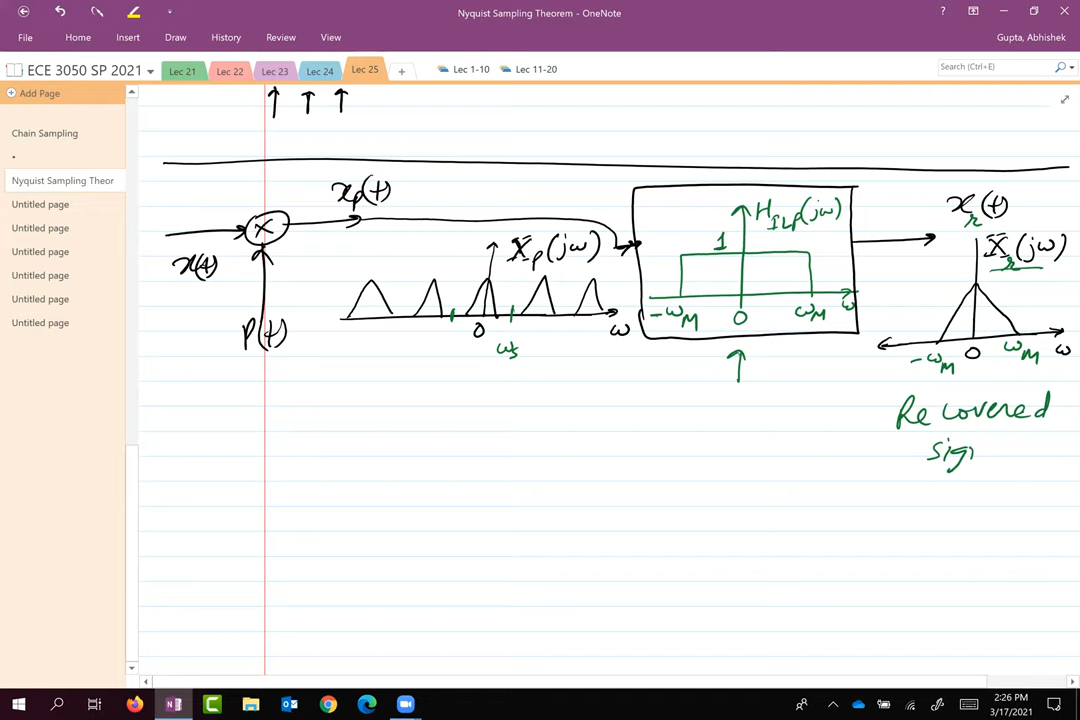 Nyquist Sampling Theorem - OneNote
?
File Home Insert Draw History Review View
Gupta, Abhishek
ECE 3050 SP 2021
Lec 21 Lec 22 Lec 23 Lec 24 Lec 25 + Lec 1-10 Lec 11-20
Search (Ctrl+E)
Add Page
Chain Sampling
Nyquist Sampling Theor
Untitled page
Untitled page
Untitled page
Untitled page
Untitled page
Untitled page
x(t)
×
p(t)
xp(t)
Xp(jω)
0
ωs
ω
HILP(jω)
1
-ωM 0 ωM ω
xr(t)
Xr(jω)
-ωM 0 ωM ω
Recovered
sig
2:26 PM
3/17/2021